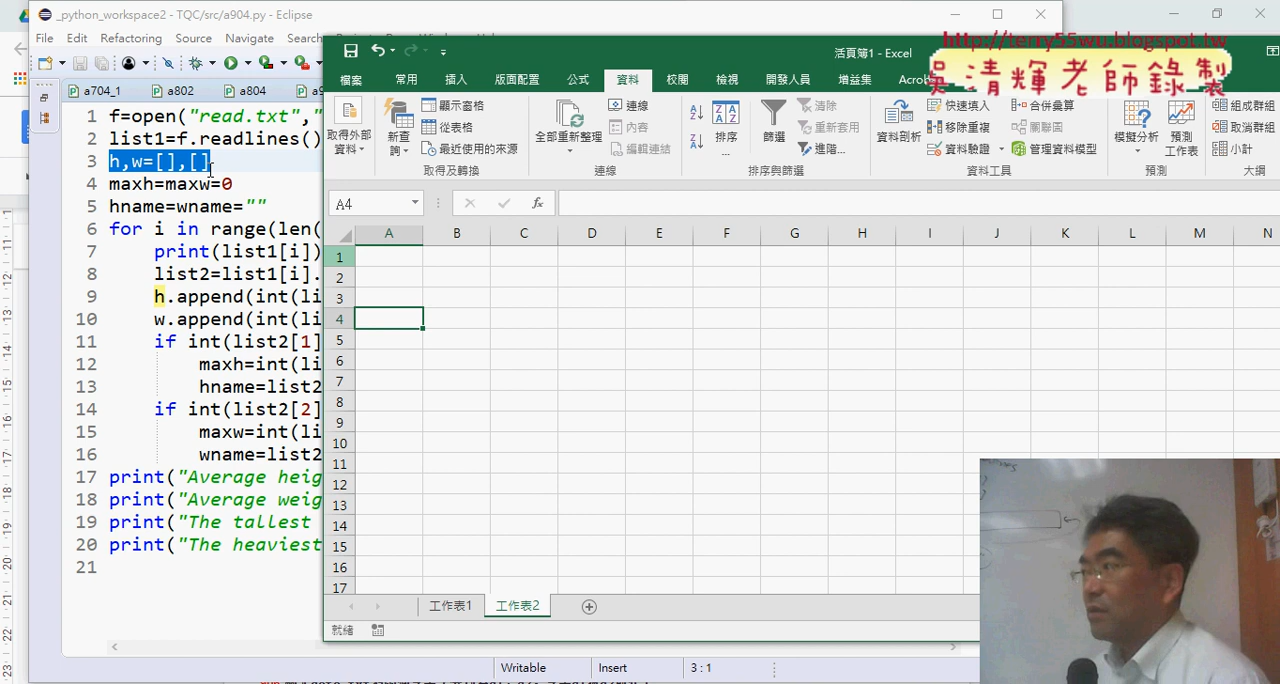 _python_workspace2 - TQC/src/a904.py - Eclipse
File Edit Refactoring Source Navigate Search
http://terry55wu.blogspot.tw
吳清輝老師錄製
活頁簿1 - Excel
檔案 常用 插入 版面配置 公式 資料 校閱 檢視 開發人員 增益集 Acrob
a704_1 a802 a804
取得外部
資料
新查
詢
顯示窗格
從表格
最近使用的來源
取得及轉換
全部重新整理
連線
內容
編輯連結
連線
排序
篩選
清除
重新套用
進階...
排序與篩選
資料剖析
快速填入
移除重複
資料驗證
合併彙算
關聯圖
管理資料模型
資料工具
模擬分析
預測
工作表
預測
組成群組
取消群組
小計
大綱
A4
fx
A B C D E F G H I J K L M N
1
2
3
4
5
6
7
8
9
10
11
12
13
14
15
16
17
1 f=open("read.txt","
2 list1=f.readlines()
3 h,w=[],[]
4 maxh=maxw=0
5 hname=wname=""
6 for i in range(len(
7 print(list1[i])
8 list2=list1[i].
9 h.append(int(li
10 w.append(int(li
11 if int(list2[1]
12 maxh=int(li
13 hname=list2
14 if int(list2[2]
15 maxw=int(li
16 wname=list2
17 print("Average heig
18 print("Average weig
19 print("The tallest
20 print("The heaviest
21
工作表1 工作表2
就緒
Writable Insert 3 : 1